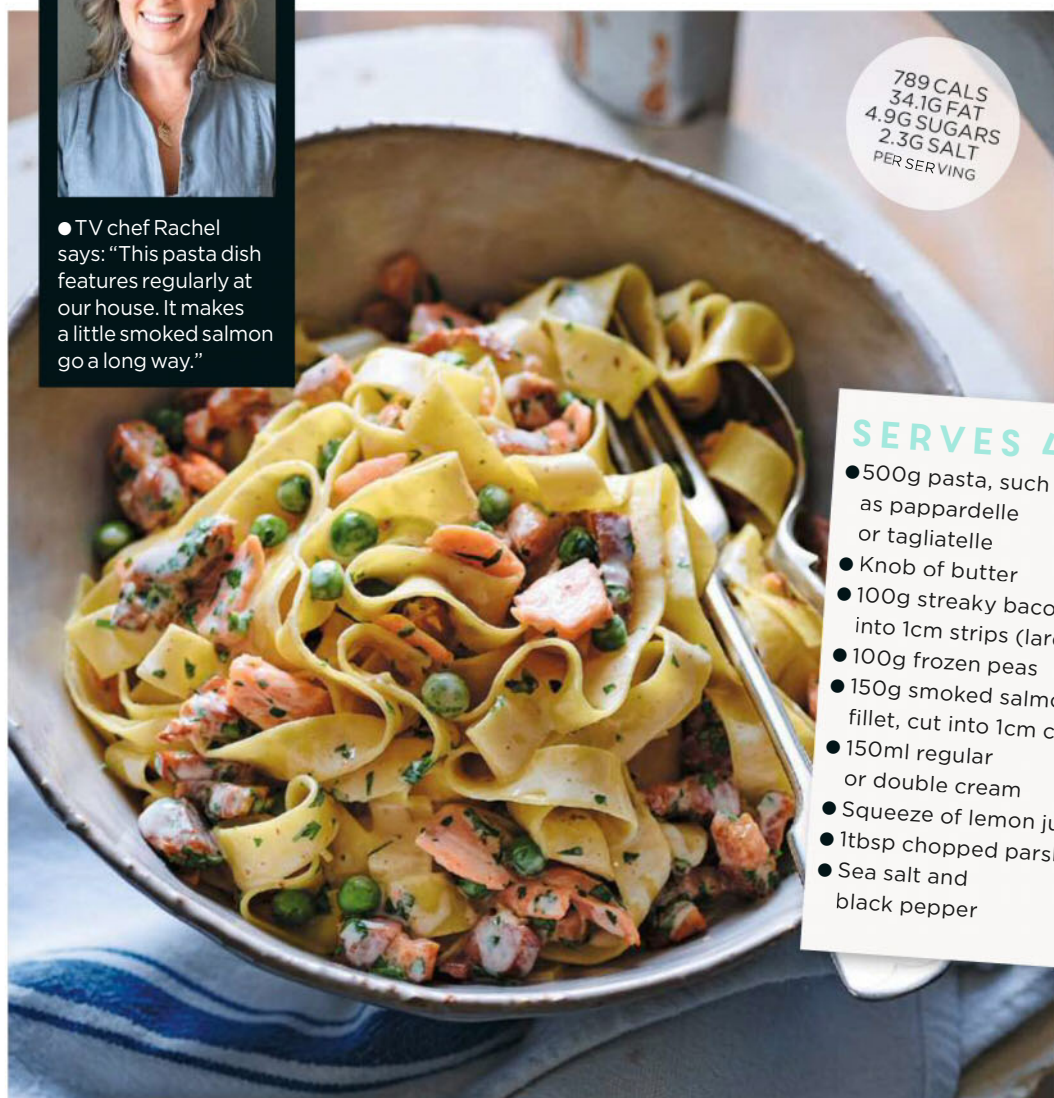 ● TV chef Rachel
says: “This pasta dish
features regularly at
our house. It makes
a little smoked salmon
go a long way.”
789 CALS
34.1G FAT
4.9G SUGARS
2.3G SALT
PER SERVING
SERVES
● 500g pasta, such
as pappardelle
or tagliatelle
● Knob of butter
● 100g streaky
into 1cm strips
● 100g frozen peas
● 150g smoked
fillet, cut into 1cm
● 150ml regular
or double cream
● Squeeze of lemon
● 1tbsp chopped
● Sea salt and
black pepper